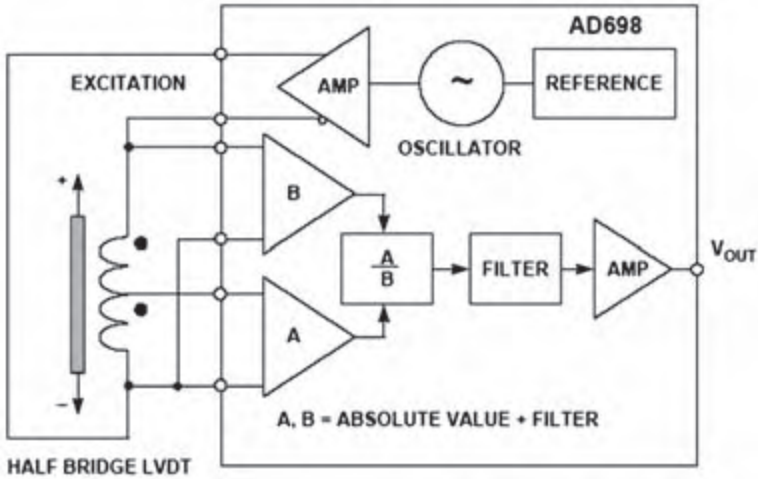 AD698
EXCITATION
AMP
~
REFERENCE
OSCILLATOR
+
B
A
B
FILTER
AMP
VOUT
A
–
A, B = ABSOLUTE VALUE + FILTER
HALF BRIDGE LVDT